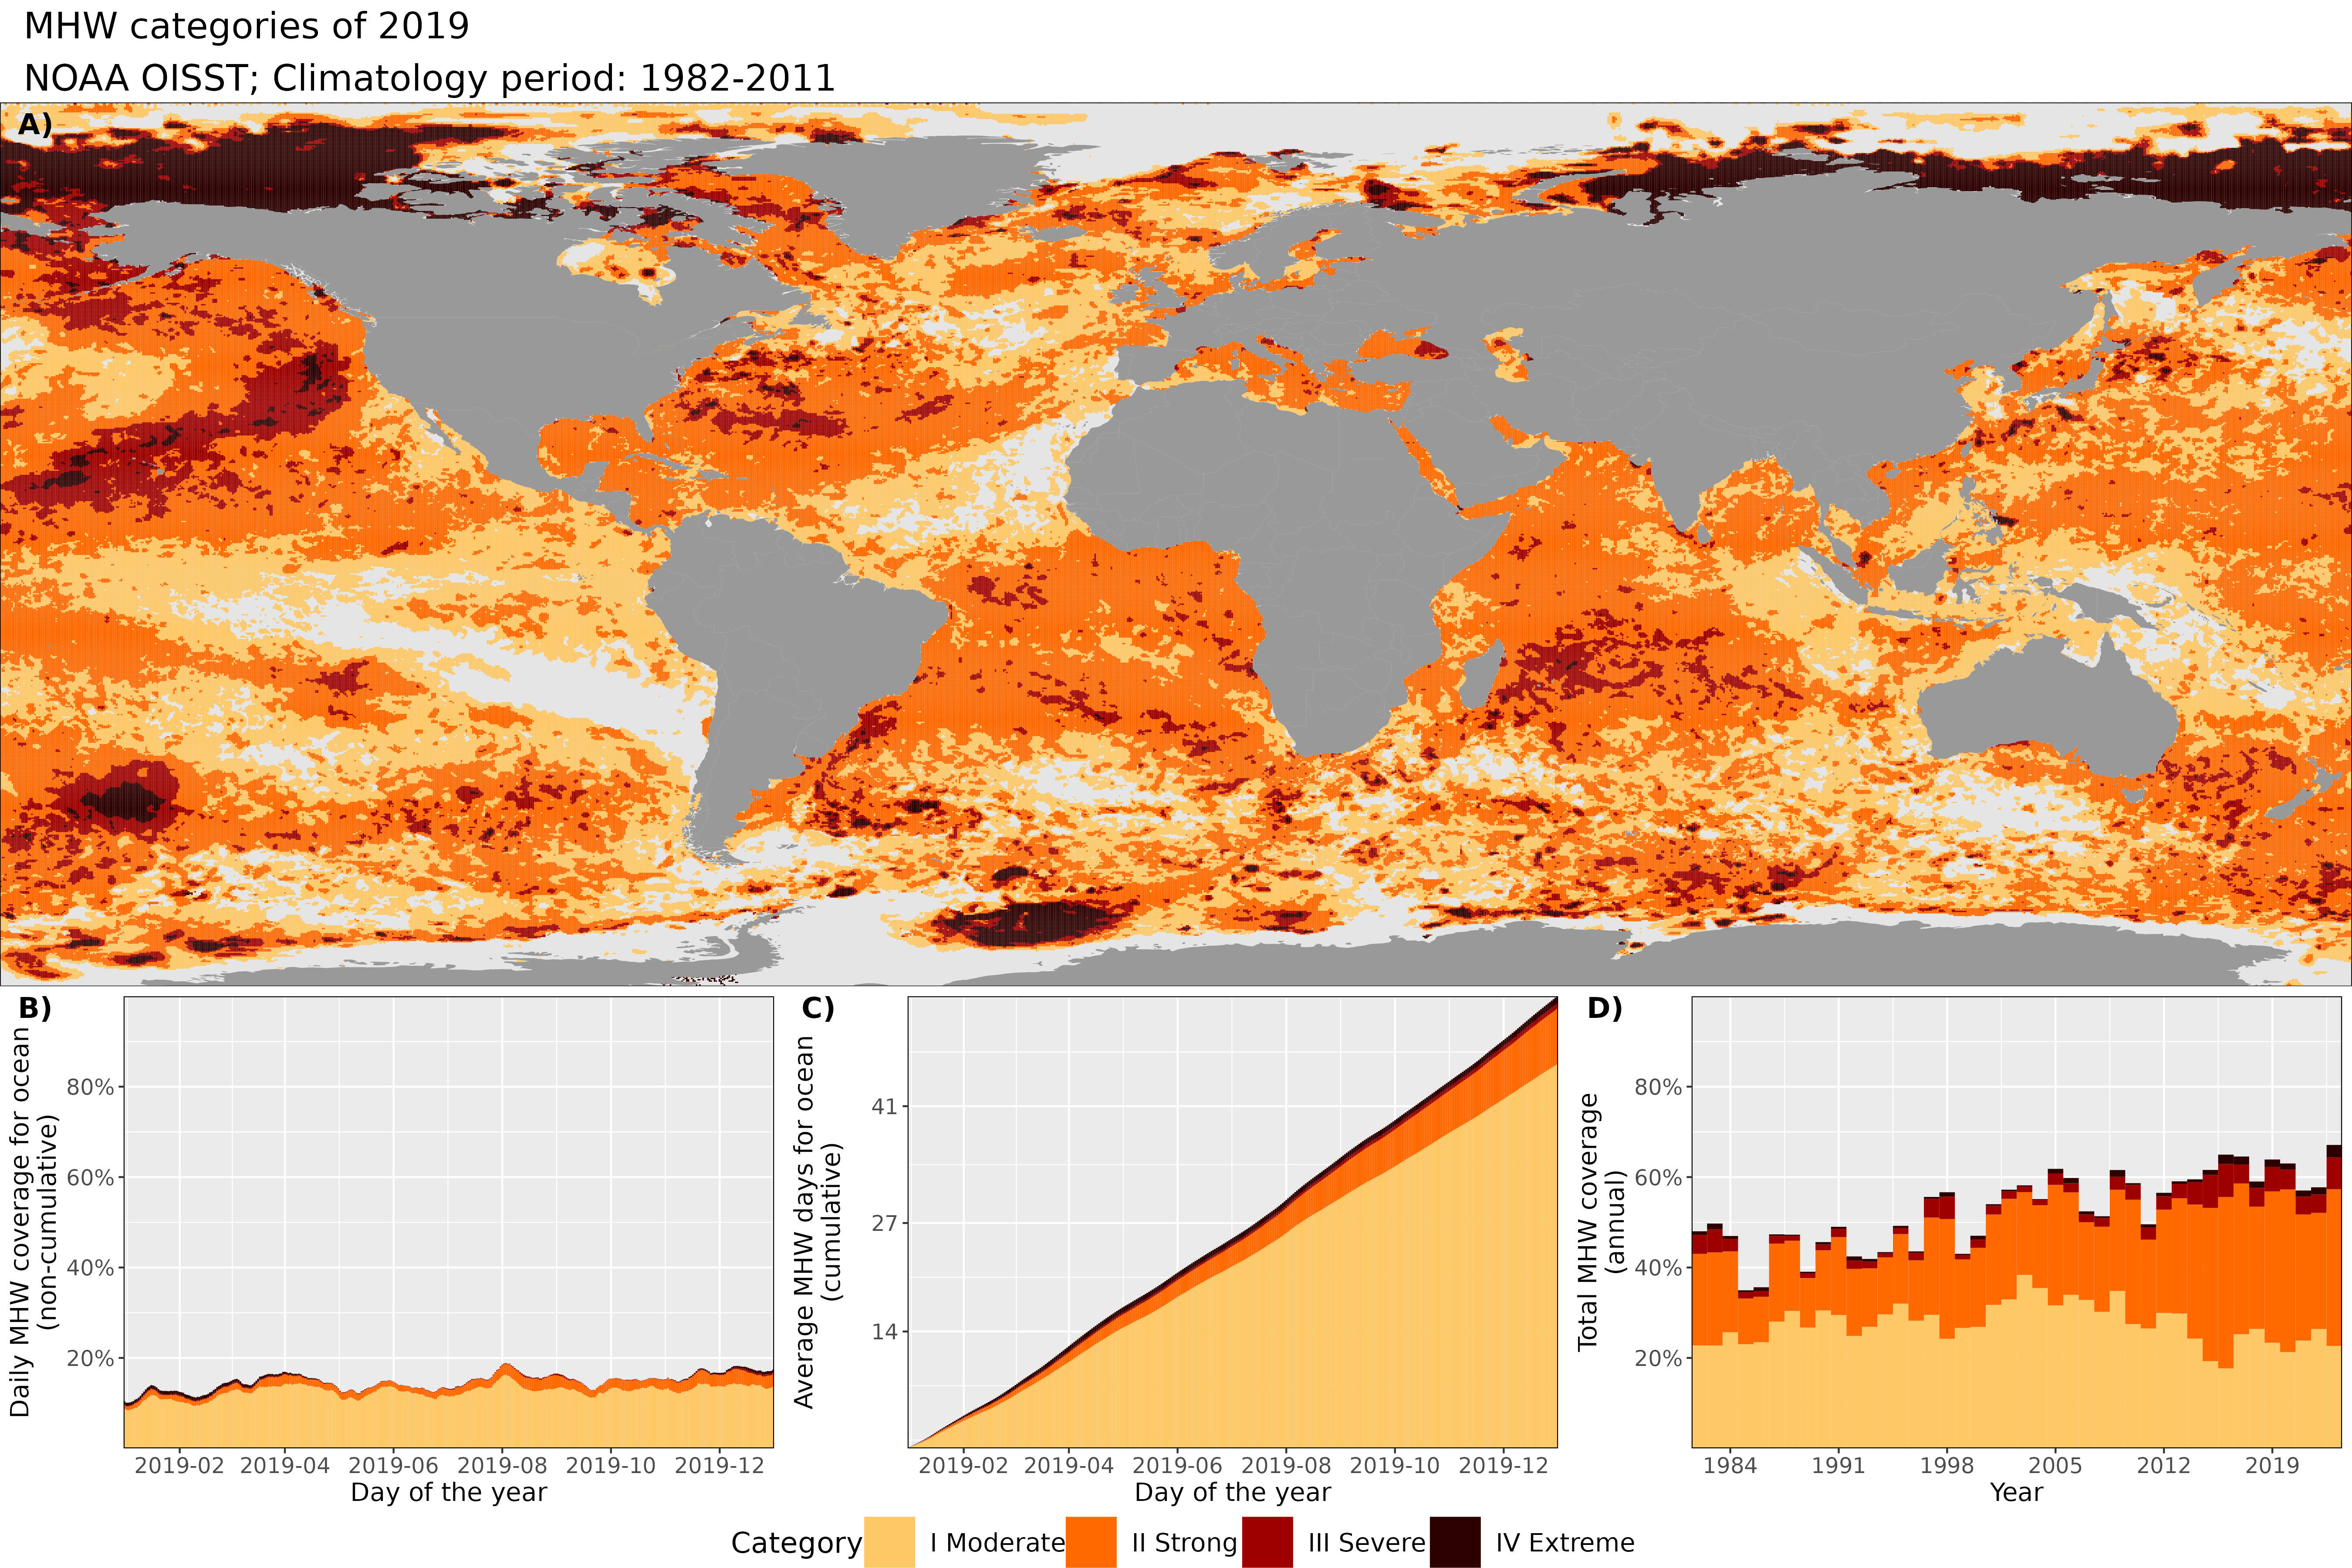 MHW categories of 2019
NOAA OISST; Climatology period: 1982-2011
A)
B)
Daily MHW coverage for ocean
(non-cumulative)
80%
60%
40%
20%
2019-02 2019-04 2019-06 2019-08 2019-10 2019-12
Day of the year
C)
Average MHW days for ocean
(cumulative)
41
27
14
2019-02 2019-04 2019-06 2019-08 2019-10 2019-12
Day of the year
D)
Total MHW coverage
(annual)
80%
60%
40%
20%
1984 1991 1998 2005 2012 2019
Year
Category I Moderate II Strong III Severe IV Extreme